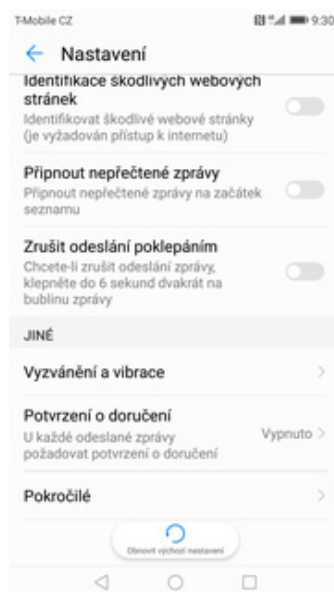 T-Mobile CZ 9:30
Nastavení
Identifikace škodlivých webových
stránek
Identifikovat škodlivé webové stránky
(je vyžadován přístup k internetu)
Připnout nepřečtené zprávy
Připnout nepřečtené zprávy na začátek
seznamu
Zrušit odeslání poklepáním
Chcete-li zrušit odeslání zprávy,
klepněte do 6 sekund dvakrát na
bublinu zprávy
JINÉ
Vyzvánění a vibrace
Potvrzení o doručení
U každé odeslané zprávy
požadovat potvrzení o doručení
Vypnuto
Pokročilé
Obnovit výchozí nastavení